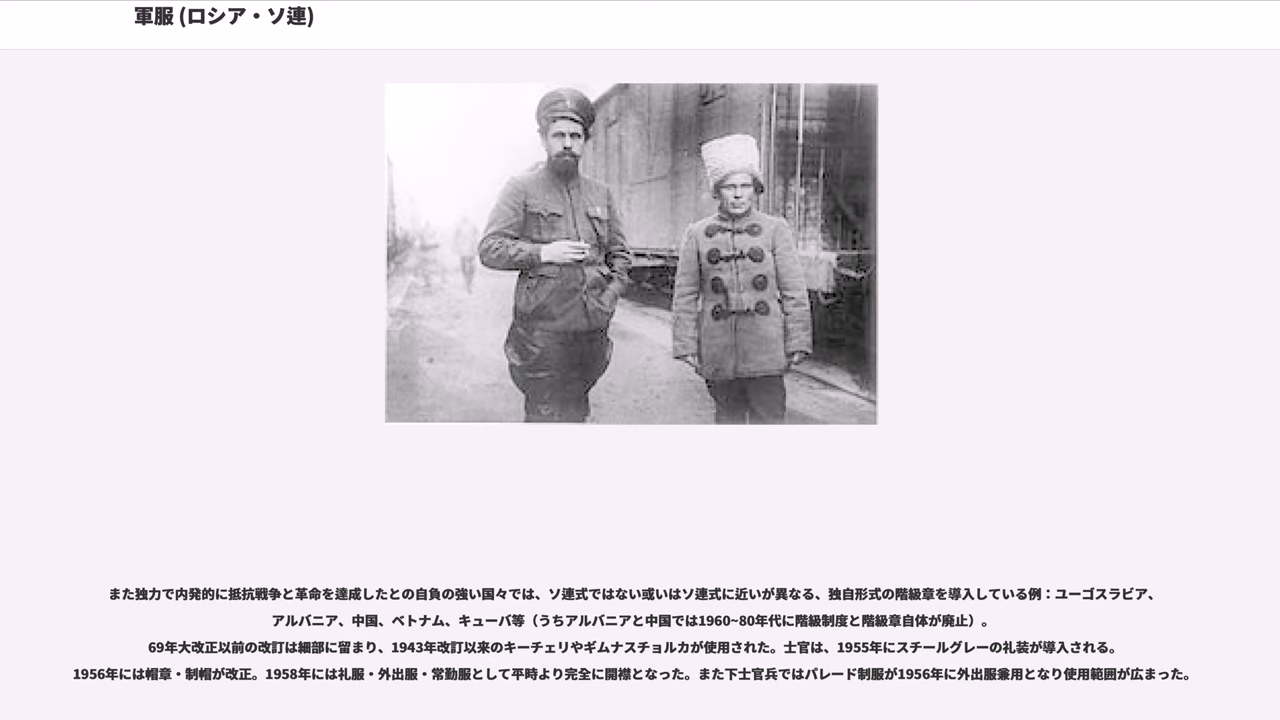 軍服 (ロシア・ソ連)
また独力で内発的に抵抗戦争と革命を達成したとの自負の強い国々では、ソ連式ではない或いはソ連式に近いが異なる、独自形式の階級章を導入している例：ユーゴスラビア、
アルバニア、中国、ベトナム、キューバ等（うちアルバニアと中国では1960~80年代に階級制度と階級章自体が廃止）。
69年大改正以前の改訂は細部に留まり、1943年改訂以来のキーチェリやギムナスチョルカが使用された。士官は、1955年にスチールグレーの礼装が導入される。
1956年には帽章・制帽が改正。1958年には礼服・外出服・常勤服として平時より完全に開襟となった。また下士官兵ではパレード制服が1956年に外出服兼用となり使用範囲が広まった。